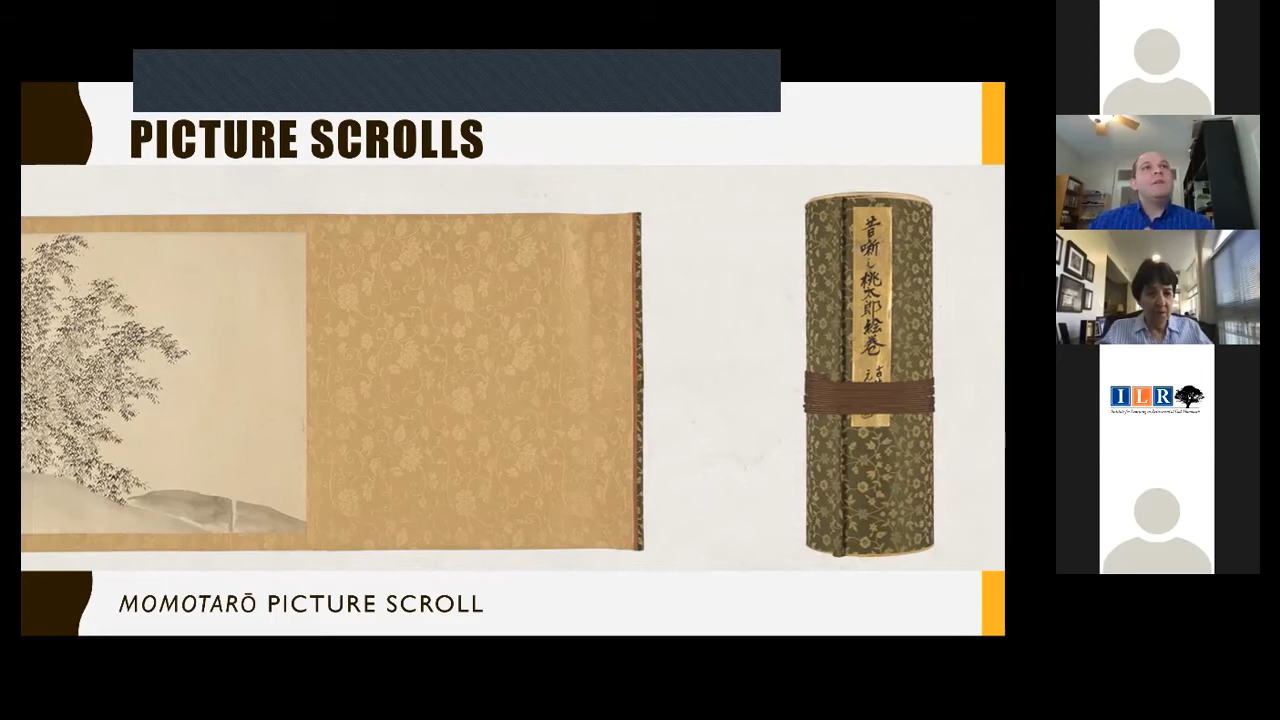 PICTURE SCROLLS
昔噺し桃太郎絵巻
ILR
MOMOTARŌ PICTURE SCROLL